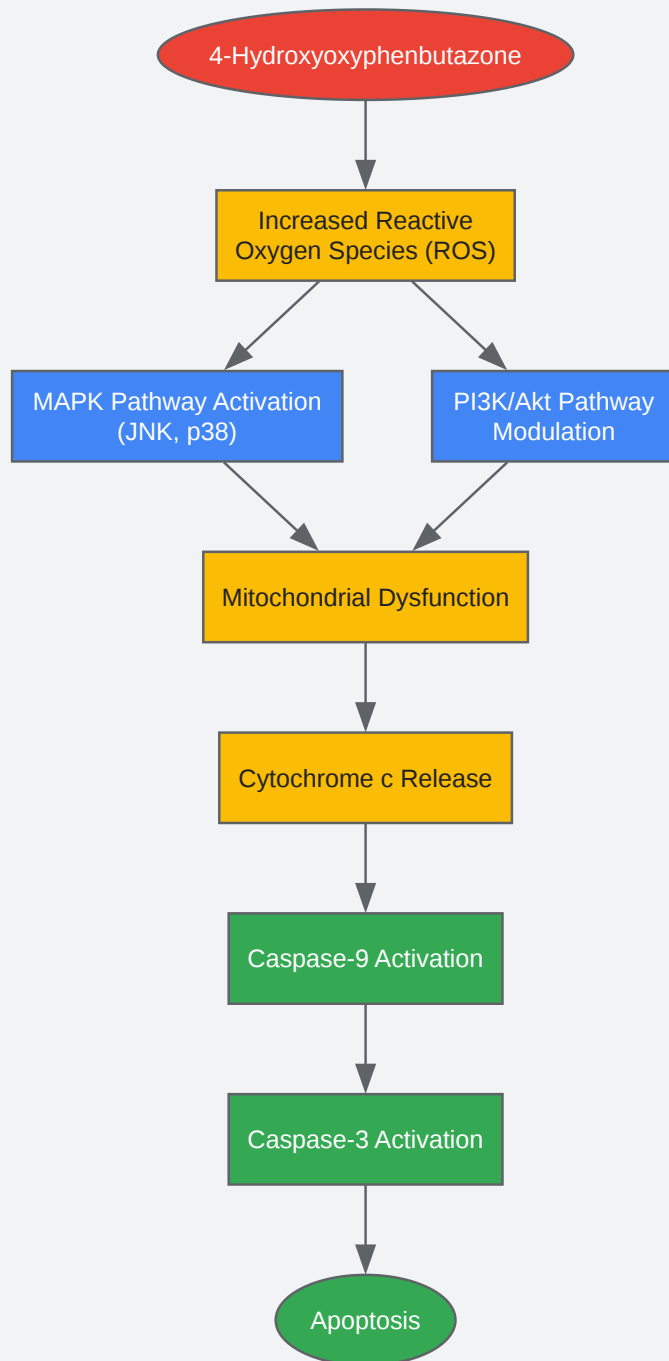 4-Hydroxyoxyphenbutazone
Increased Reactive
Oxygen Species (ROS)
MAPK Pathway Activation
(JNK, p38)
PI3K/Akt Pathway
Modulation
Mitochondrial Dysfunction
Cytochrome c Release
Caspase-9 Activation
Caspase-3 Activation
Apoptosis